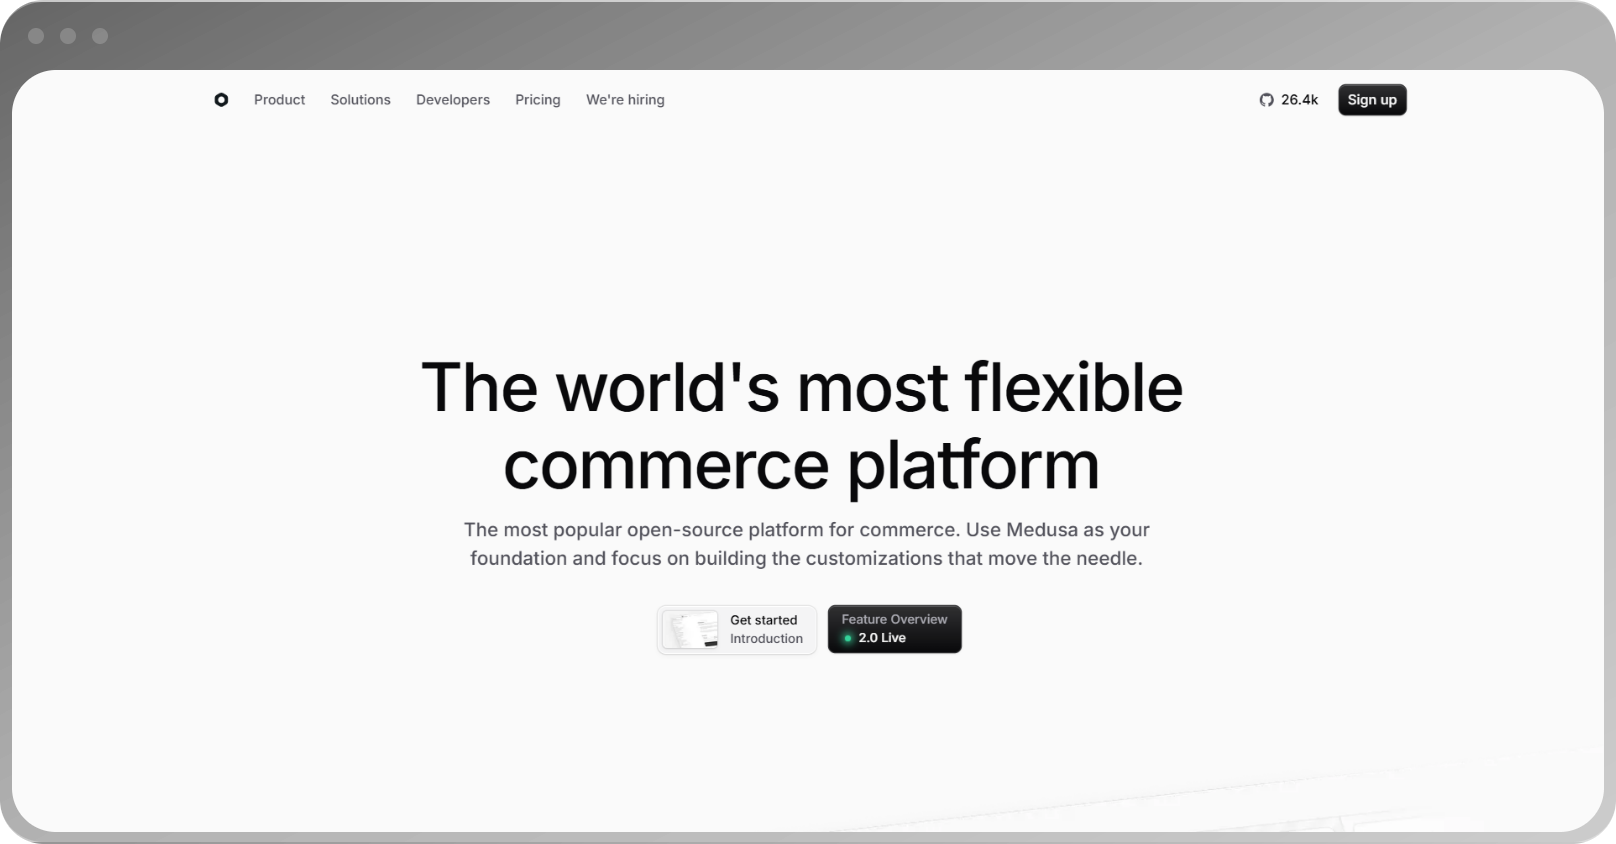 Product Solutions Developers Pricing We're hiring 26.4k Sign up
The world's most flexible
commerce platform
The most popular open-source platform for commerce. Use Medusa as your
foundation and focus on building the customizations that move the needle.
Get started
Introduction
Feature Overview
2.0 Live